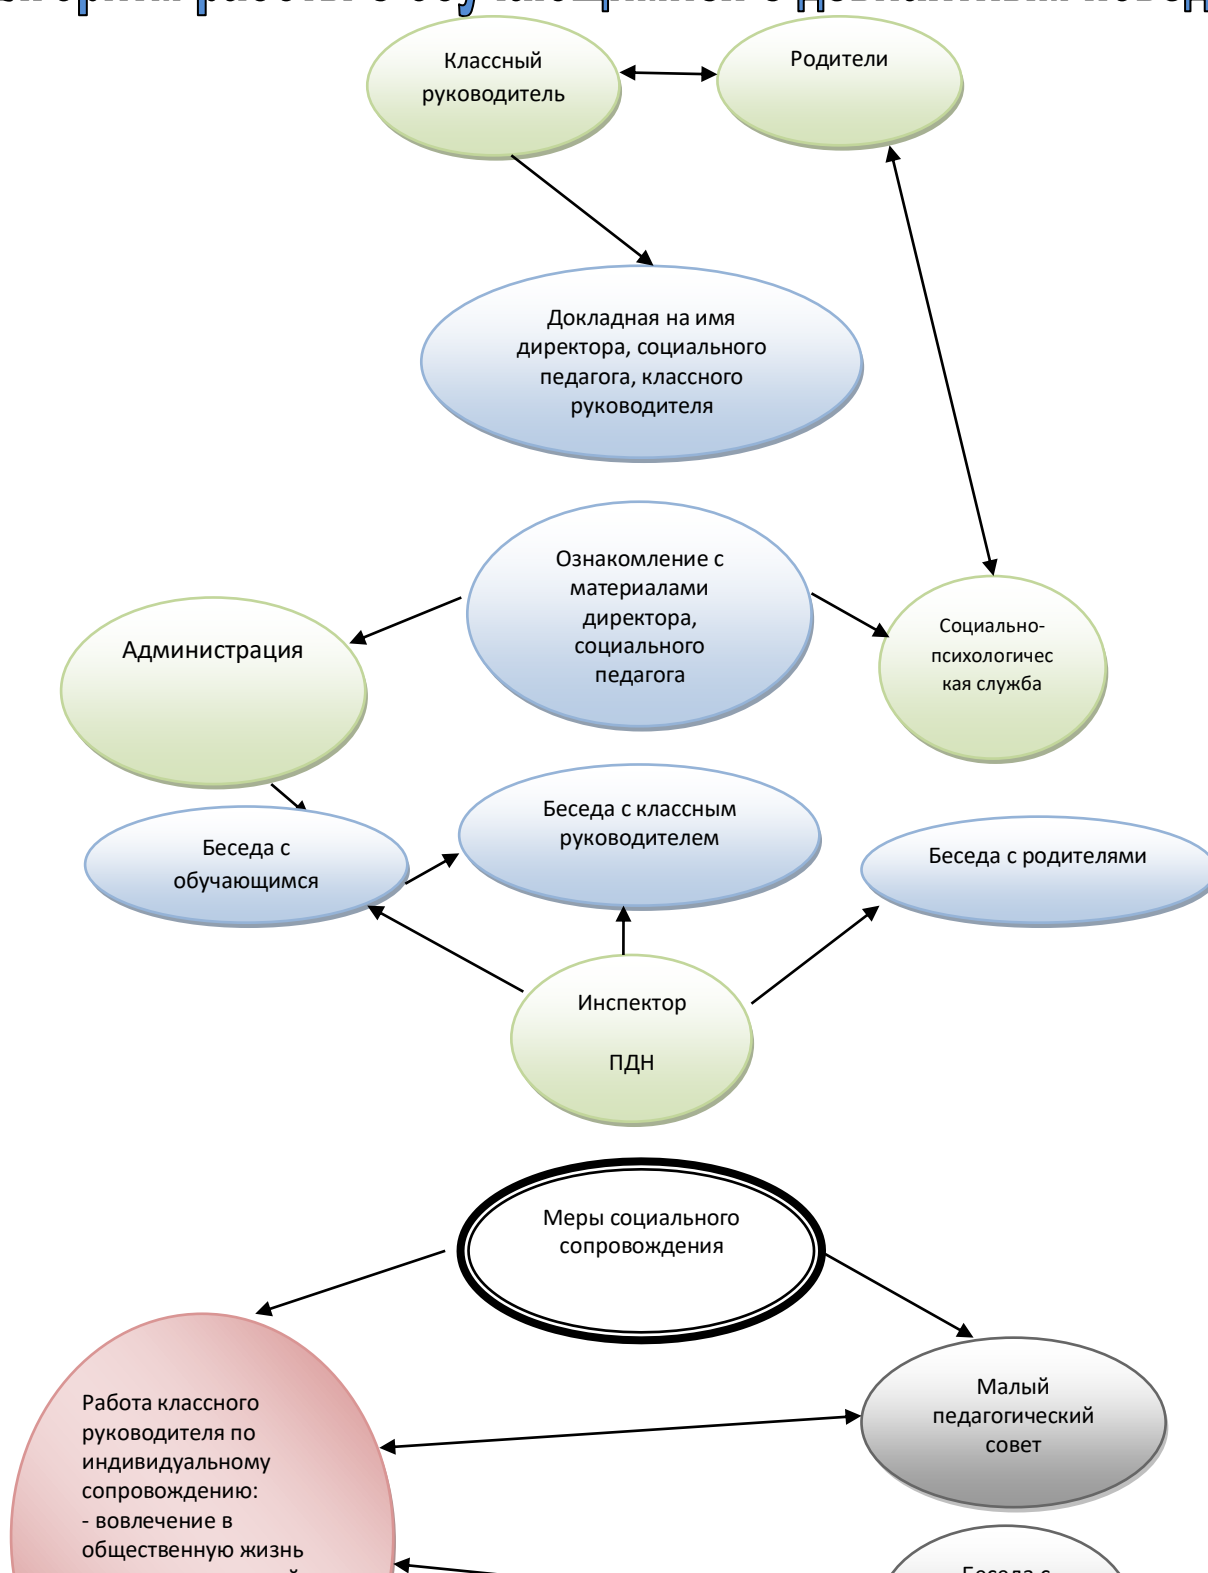 Классный
руководитель
Родители
Докладная на имя
директора, социального
педагога, классного
руководителя
Ознакомление с
материалами
директора,
социального
педагога
Администрация
Социально-
психологичес
кая служба
Беседа с классным
руководителем
Беседа с
обучающимся
Беседа с родителями
Инспектор
ПДН
Меры социального
сопровождения
Малый
педагогический
совет
Работа классного
руководителя по
индивидуальному
сопровождению:
- вовлечение в
общественную жизнь
Беседа с